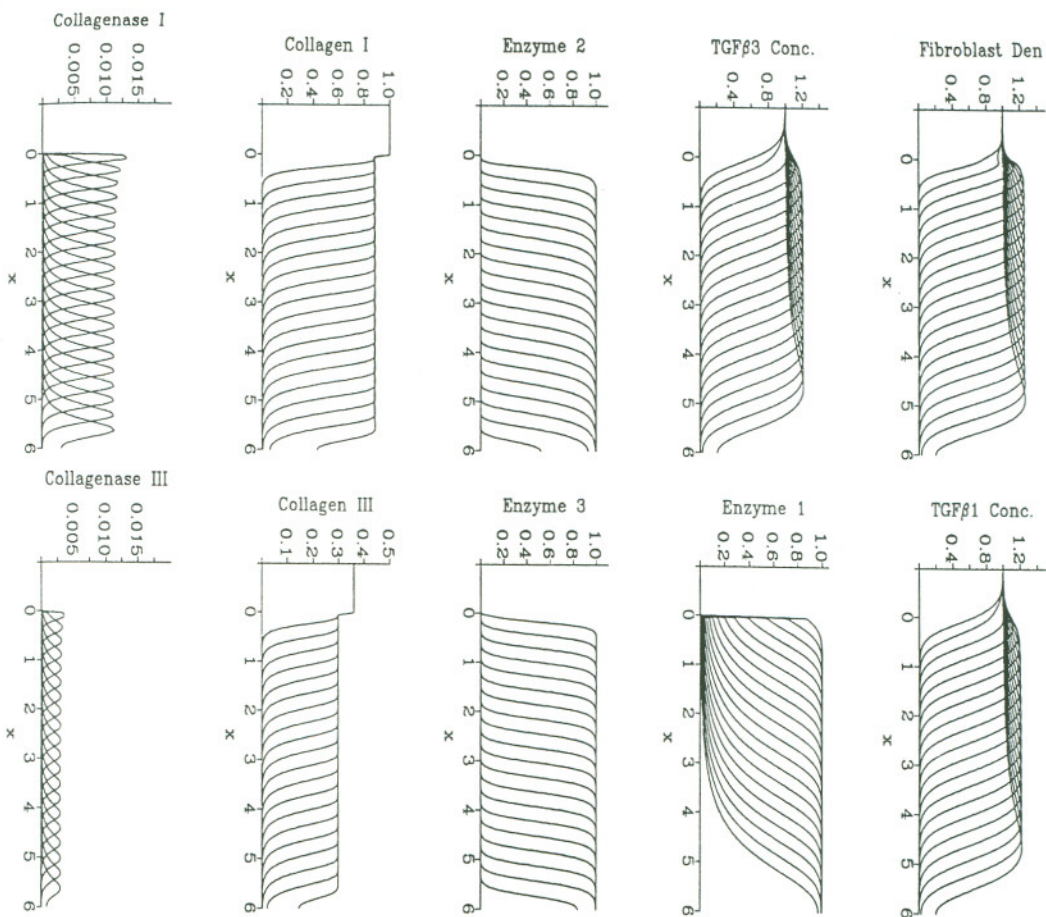 Fibroblast Den
0.4 0.8 1.2
0 1 2 3 4 5 6
x
TGFβ1 Conc.
0.4 0.8 1.2
0 1 2 3 4 5 6
x
TGFβ3 Conc.
0.4 0.8 1.2
0 1 2 3 4 5 6
x
Enzyme 1
0.2 0.4 0.6 0.8 1.0
0 1 2 3 4 5 6
x
Enzyme 2
0.2 0.4 0.6 0.8 1.0
0 1 2 3 4 5 6
x
Enzyme 3
0.2 0.4 0.6 0.8 1.0
0 1 2 3 4 5 6
x
Collagen I
0.2 0.4 0.6 0.8 1.0
0 1 2 3 4 5 6
x
Collagen III
0.1 0.2 0.3 0.4 0.5
0 1 2 3 4 5 6
x
Collagenase I
0.005 0.010 0.015
0 1 2 3 4 5 6
x
Collagenase III
0.005 0.010 0.015
0 1 2 3 4 5 6
x